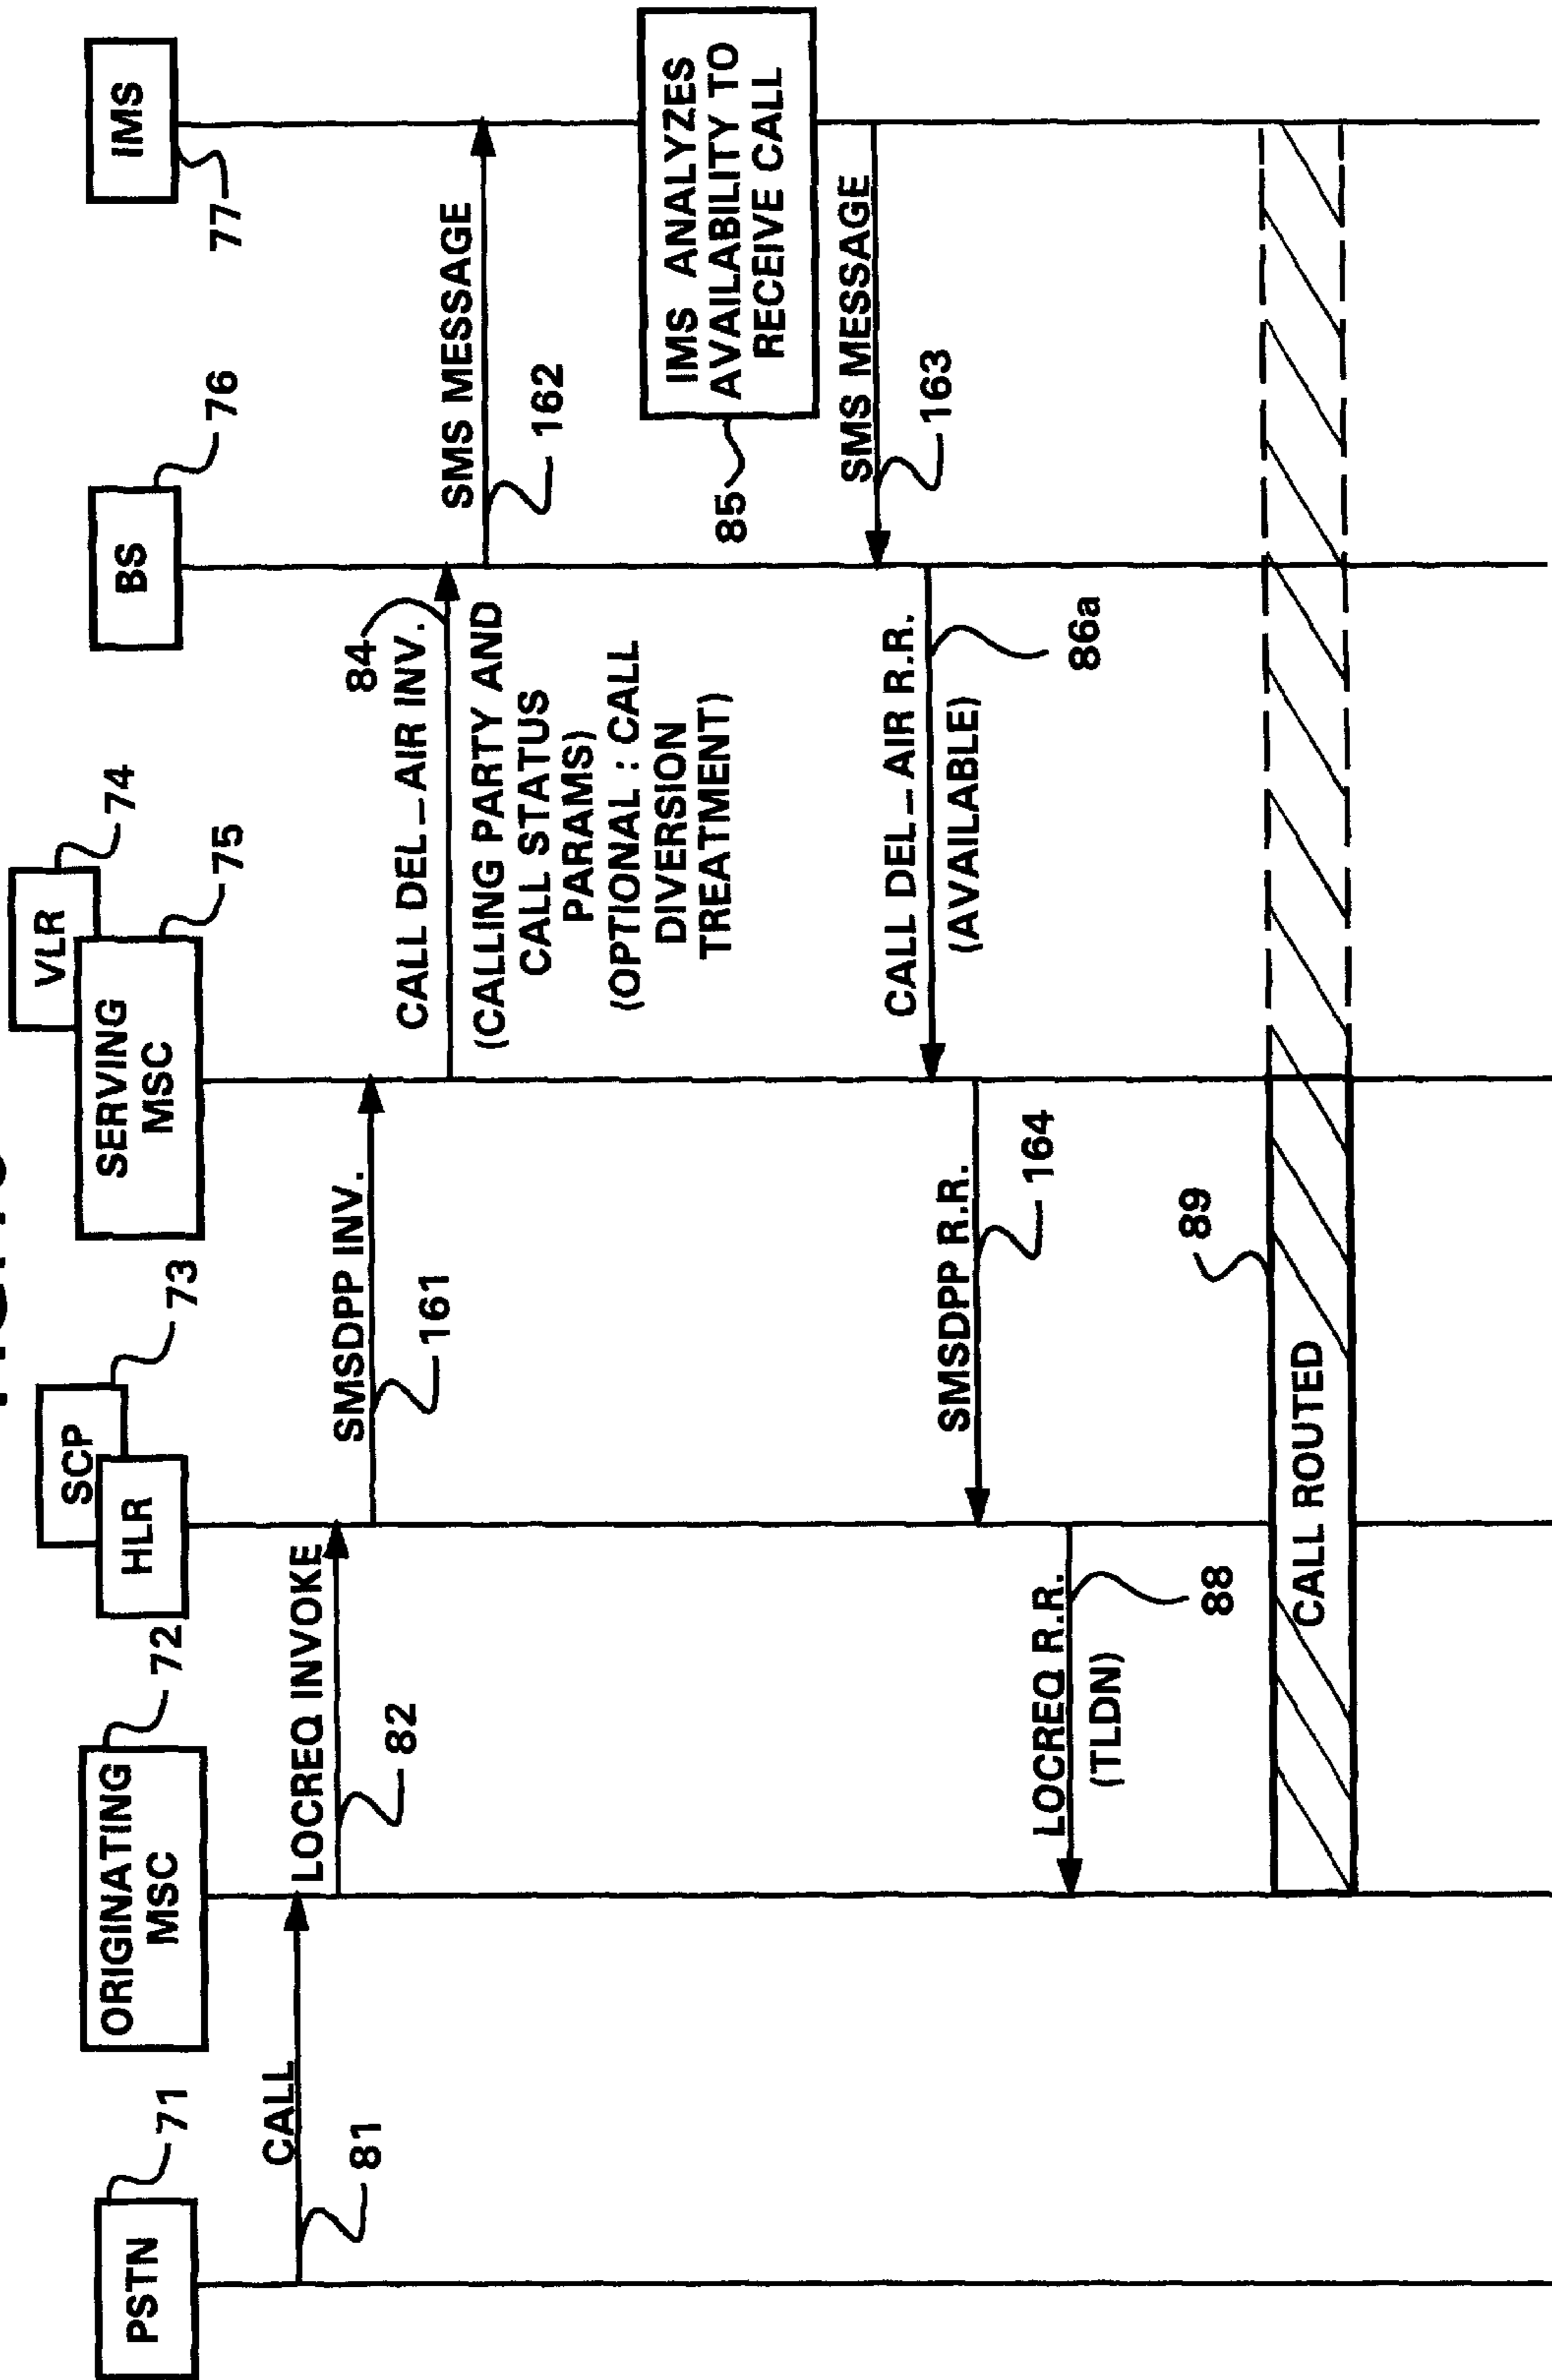 PSTN
71
ORIGINATING
MSC
72
SCP
HLR
73
VLR
74
SERVING
MSC
75
BS
76
IMS
77
CALL
81
LOCREQ INVOKE
82
SMSDPP INV.
161
84
CALL DEL_AIR INV.
(CALLING PARTY AND
CALL STATUS
PARAMS)
(OPTIONAL : CALL
DIVERSION
TREATMENT)
SMS MESSAGE
162
IMS ANALYZES
AVAILABILITY TO
RECEIVE CALL
85
SMS MESSAGE
163
CALL DEL_AIR R.R.
(AVAILABLE)
86a
SMSDPP R.R.
164
LOCREQ R.R.
(TLDN)
88
89
CALL ROUTED